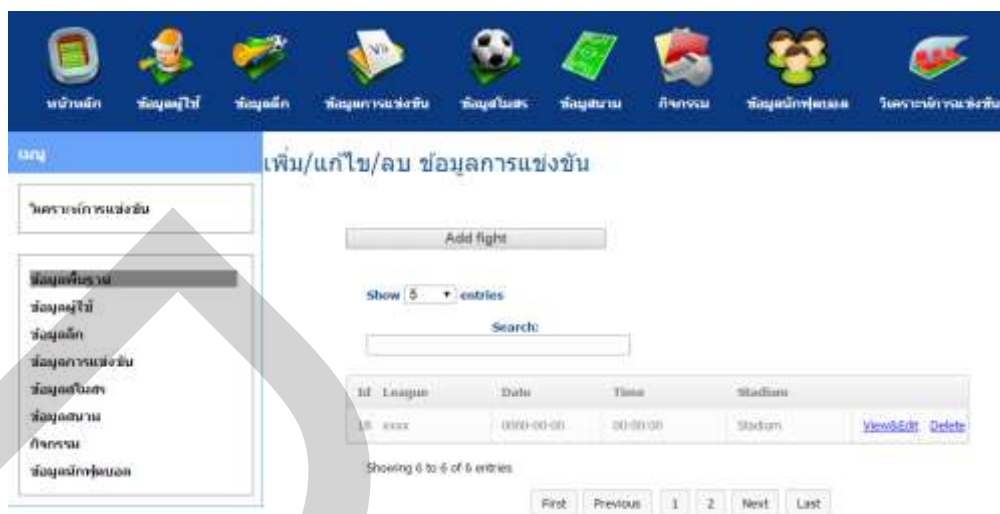 หน้าหลัก ข้อมูลผู้ใช้ ข้อมูลลีก ข้อมูลการแข่งขัน ข้อมูลสโมสร ข้อมูลสนาม กิจกรรม ข้อมูลนักฟุตบอล วิเคราะห์การแข่งขัน
เมนู
เพิ่ม/แก้ไข/ลบ ข้อมูลการแข่งขัน
วิเคราะห์การแข่งขัน
Add fight
ข้อมูลพื้นฐาน
ข้อมูลผู้ใช้
ข้อมูลลีก
ข้อมูลการแข่งขัน
ข้อมูลสโมสร
ข้อมูลสนาม
กิจกรรม
ข้อมูลนักฟุตบอล
Show 5 entries
Search:
Id League Date Time Stadium
18 xxxx 0000-00-00 00:00:00 Stadium View&Edit Delete
Showing 6 to 6 of 6 entries
First Previous 1 2 Next Last